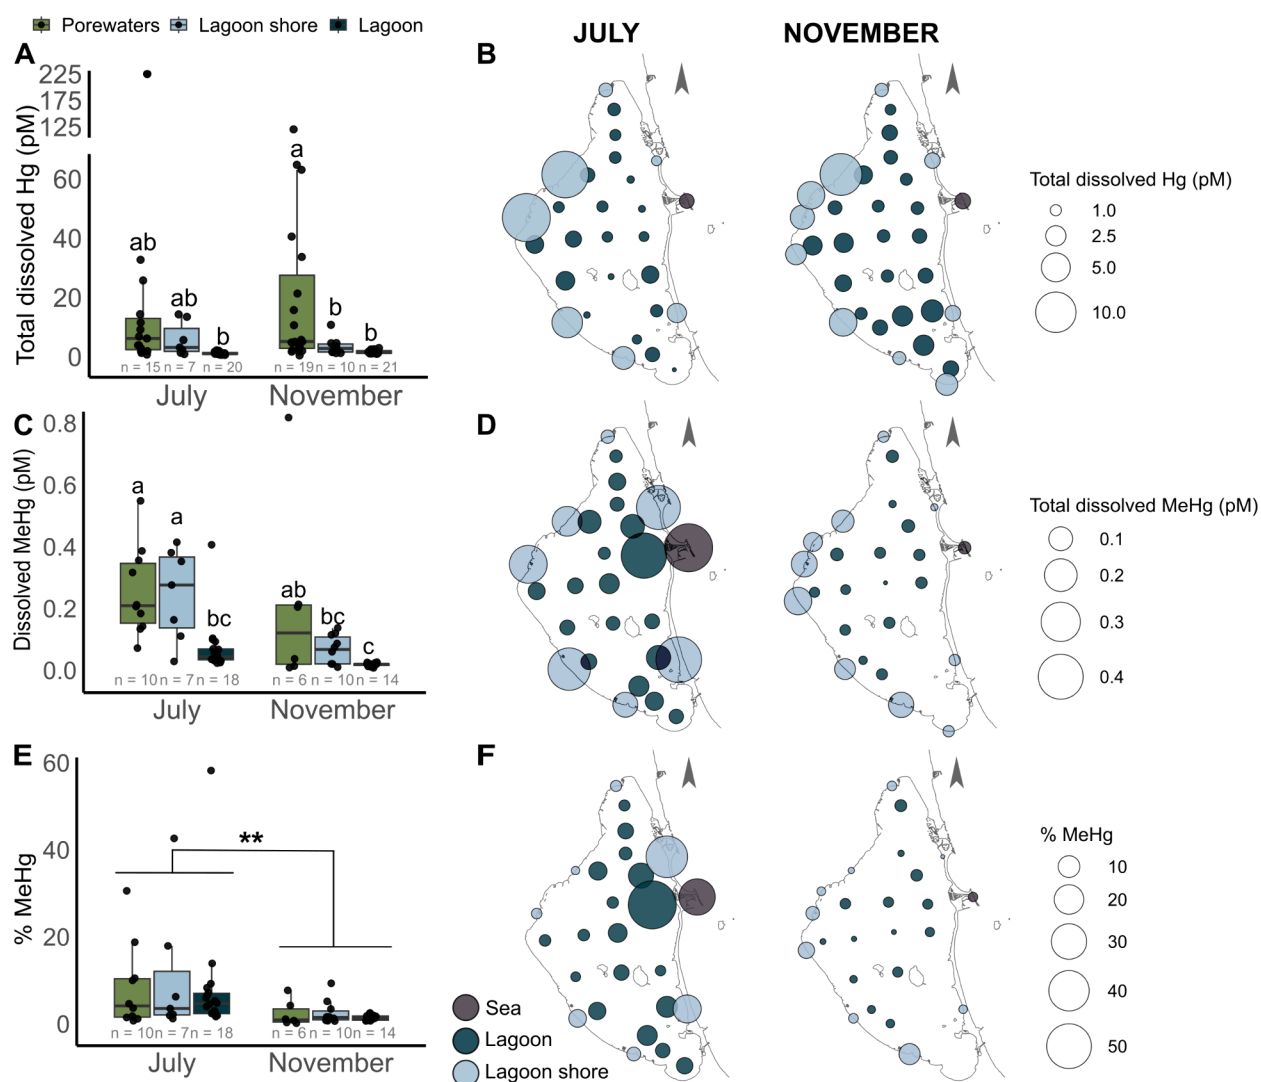 Porewaters Lagoon shore Lagoon
JULY
NOVEMBER
A
Total dissolved Hg (pM)
225
175
125
60
40
20
0
ab
ab
b
a
b
b
n = 15 n = 7 n = 20
n = 19 n = 10 n = 21
July
November
B
Total dissolved Hg (pM)
1.0
2.5
5.0
10.0
C
Dissolved MeHg (pM)
0.8
0.6
0.4
0.2
0.0
a
a
bc
ab
bc
c
n = 10 n = 7 n = 18
n = 6 n = 10 n = 14
July
November
D
Total dissolved MeHg (pM)
0.1
0.2
0.3
0.4
E
% MeHg
60
40
20
0
**
n = 10 n = 7 n = 18
n = 6 n = 10 n = 14
July
November
F
Sea
Lagoon
Lagoon shore
% MeHg
10
20
30
40
50